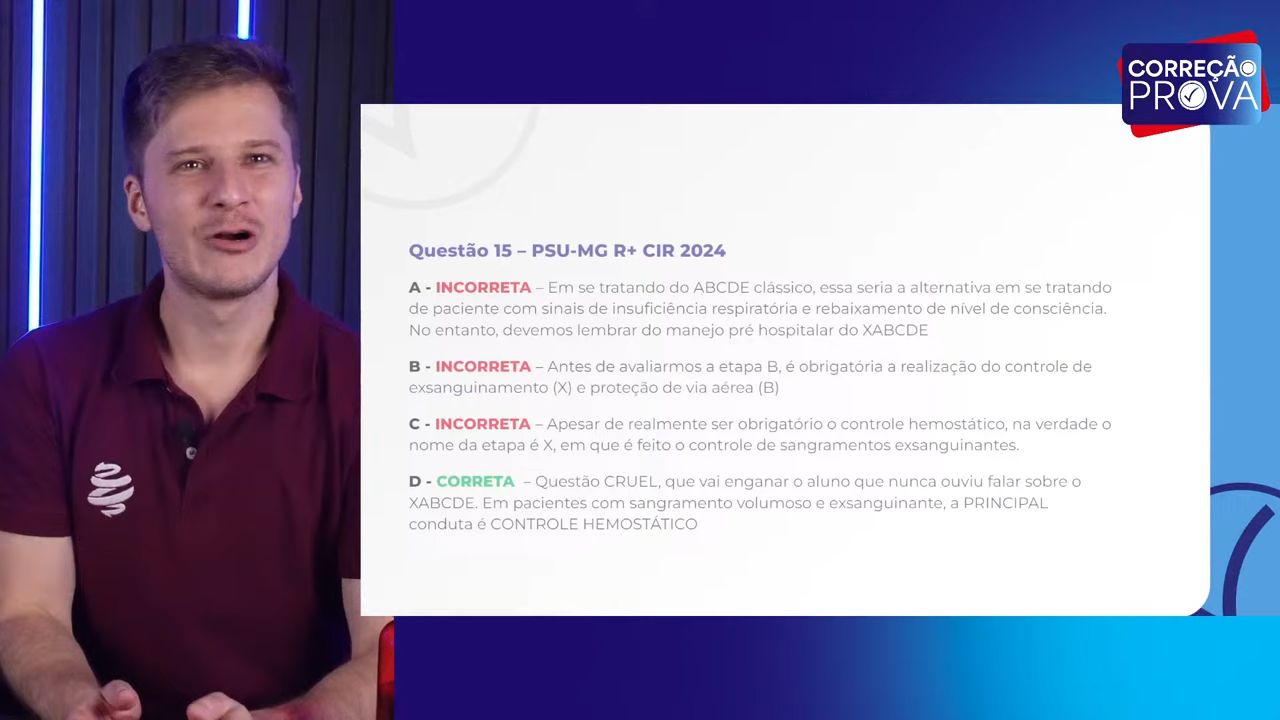 CORREÇÃO
PROVA
Questão 15 – PSU-MG R+ CIR 2024
A - INCORRETA – Em se tratando do ABCDE clássico, essa seria a alternativa em se tratando
de paciente com sinais de insuficiência respiratória e rebaixamento de nível de consciência.
No entanto, devemos lembrar do manejo pré hospitalar do XABCDE
B - INCORRETA – Antes de avaliarmos a etapa B, é obrigatória a realização do controle de
exsanguinamento (X) e proteção de via aérea (B)
C - INCORRETA – Apesar de realmente ser obrigatório o controle hemostático, na verdade o
nome da etapa é X, em que é feito o controle de sangramentos exsanguinantes.
D - CORRETA – Questão CRUEL, que vai enganar o aluno que nunca ouviu falar sobre o
XABCDE. Em pacientes com sangramento volumoso e exsanguinante, a PRINCIPAL
conduta é CONTROLE HEMOSTÁTICO